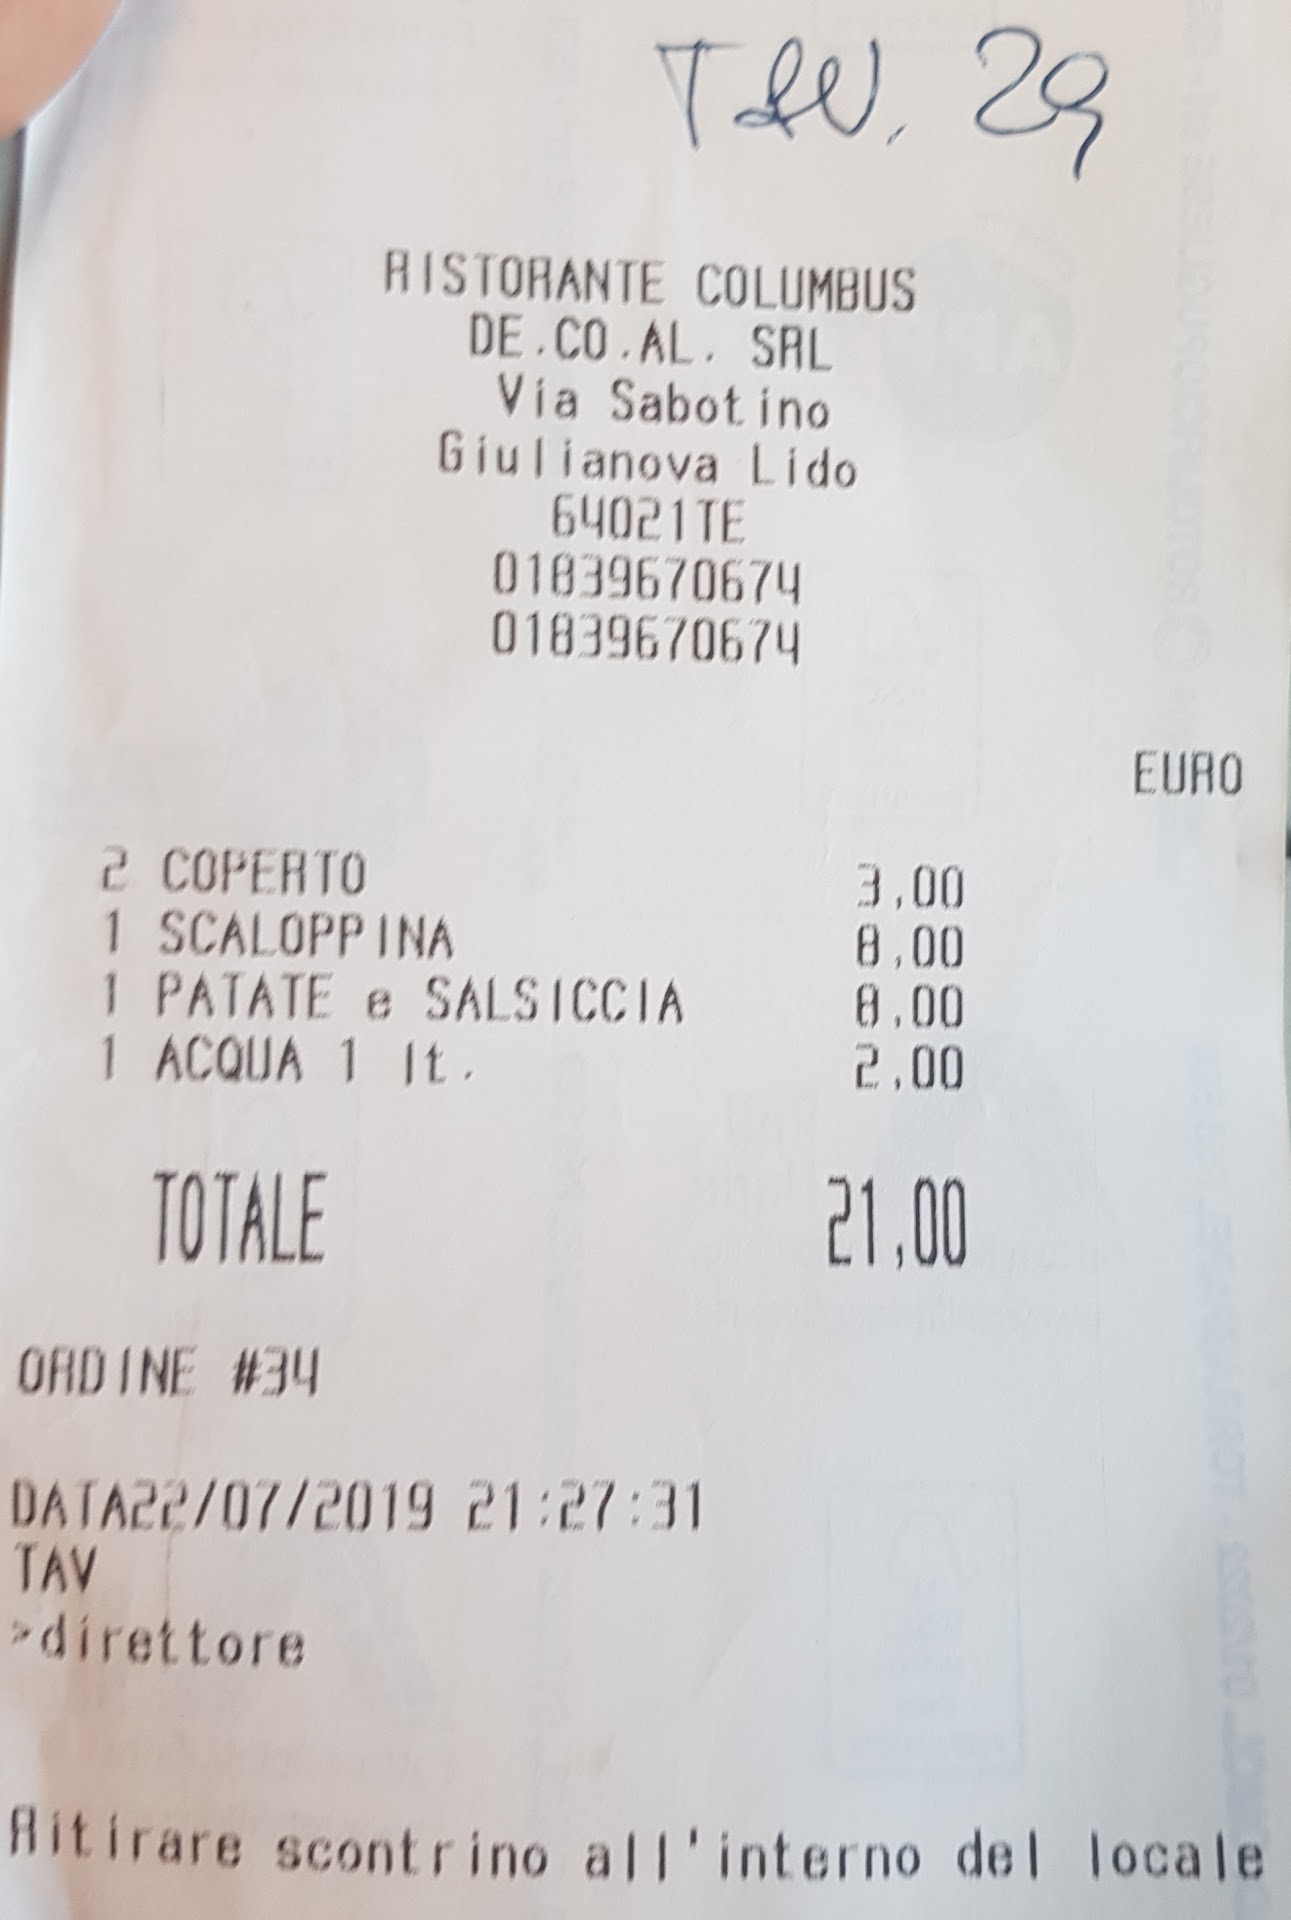 TAV. 29
RISTORANTE COLUMBUS
DE.CO.AL. SRL
Via Sabotino
Giulianova Lido
64021TE
01839670674
01839670674
EURO
2 COPERTO 3,00
1 SCALOPPINA 8,00
1 PATATE e SALSICCIA 8,00
1 ACQUA 1 lt. 2,00
TOTALE 21,00
ORDINE #34
DATA22/07/2019 21:27:31
TAV
>direttore
Ritirare scontrino all'interno del locale